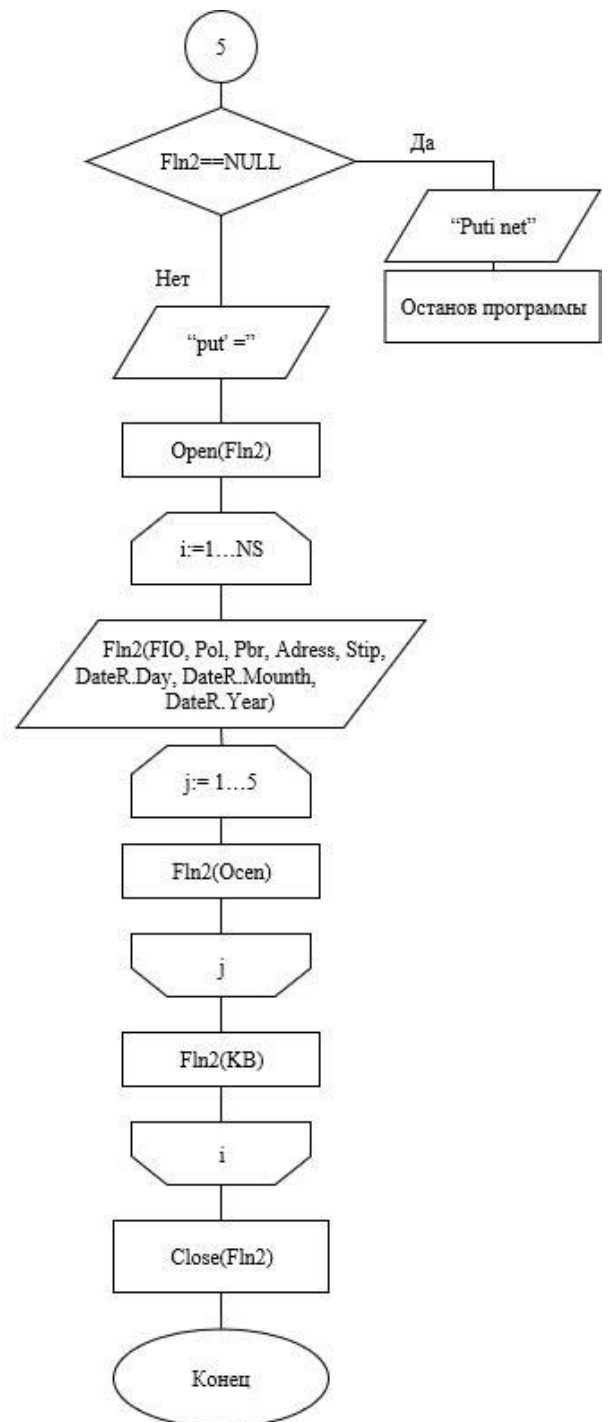 5
Fln2==NULL
Да
“Puti net”
Останов программы
Нет
“put' =”
Open(Fln2)
i:=1…NS
Fln2(FIO, Pol, Pbr, Adress, Stip,
DateR.Day, DateR.Mounth,
DateR.Year)
j:= 1…5
Fln2(Ocen)
j
Fln2(KB)
i
Close(Fln2)
Конец